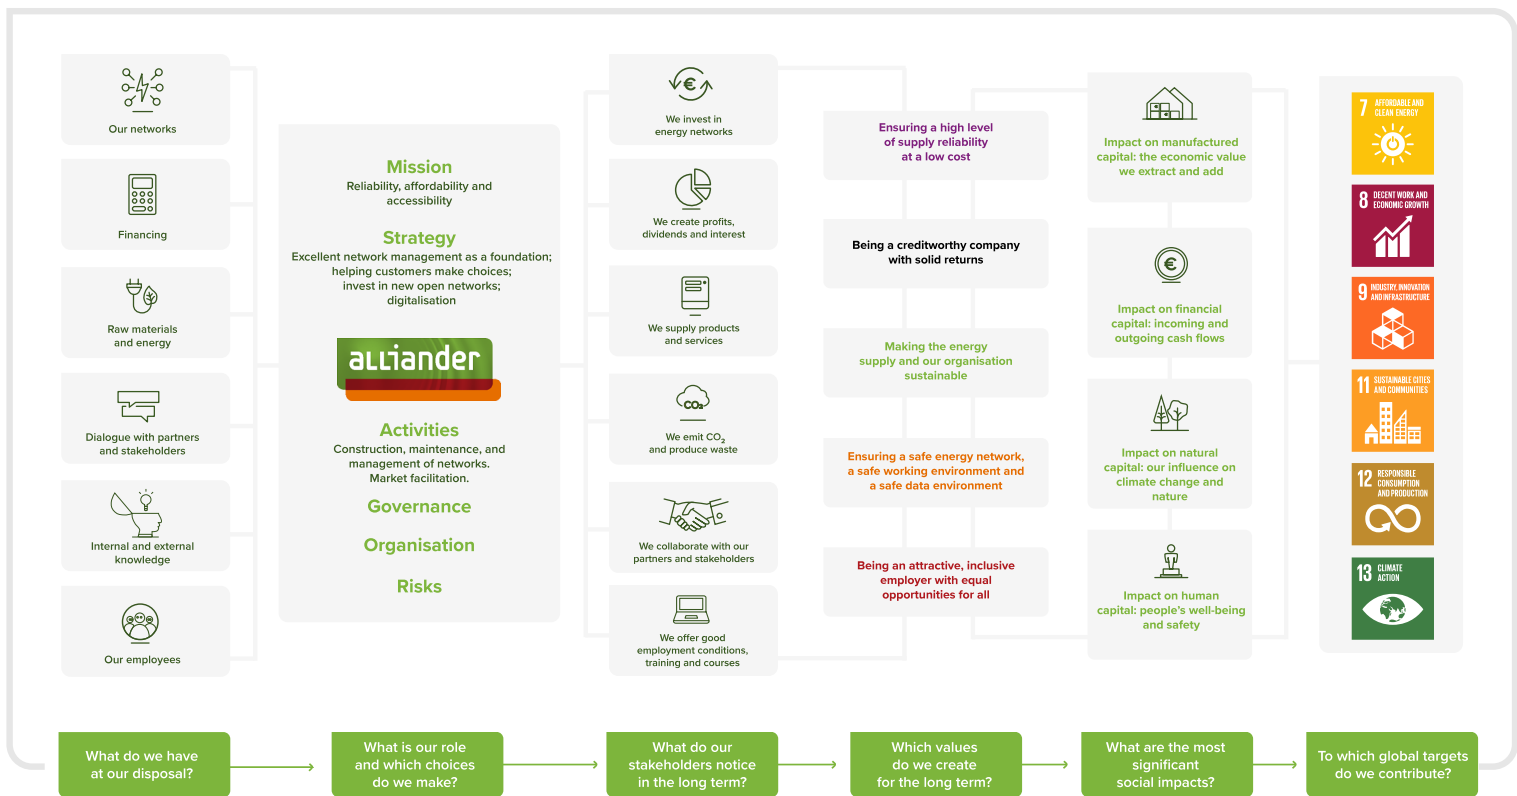 Our networks
Financing
Raw materials
and energy
Dialogue with partners
and stakeholders
Internal and external
knowledge
Our employees
Mission
Reliability, affordability and
accessibility
Strategy
Excellent network management as a foundation;
helping customers make choices;
invest in new open networks;
digitalisation
alliander
Activities
Construction, maintenance, and
management of networks.
Market facilitation.
Governance
Organisation
Risks
€
We invest in
energy networks
We create profits,
dividends and interest
We supply products
and services
CO₂
We emit CO₂
and produce waste
We collaborate with our
partners and stakeholders
We offer good
employment conditions,
training and courses
Ensuring a high level
of supply reliability
at a low cost
Being a creditworthy company
with solid returns
Making the energy
supply and our organisation
sustainable
Ensuring a safe energy network,
a safe working environment and
a safe data environment
Being an attractive, inclusive
employer with equal
opportunities for all
Impact on manufactured
capital: the economic value
we extract and add
€
Impact on financial
capital: incoming and
outgoing cash flows
Impact on natural
capital: our influence on
climate change and
nature
Impact on human
capital: people's well-being
and safety
7 AFFORDABLE AND
CLEAN ENERGY
8 DECENT WORK AND
ECONOMIC GROWTH
9 INDUSTRY, INNOVATION
AND INFRASTRUCTURE
11 SUSTAINABLE CITIES
AND COMMUNITIES
12 RESPONSIBLE
CONSUMPTION
AND PRODUCTION
13 CLIMATE
ACTION
What do we have
at our disposal?
What is our role
and which choices
do we make?
What do our
stakeholders notice
in the long term?
Which values
do we create
for the long term?
What are the most
significant
social impacts?
To which global targets
do we contribute?